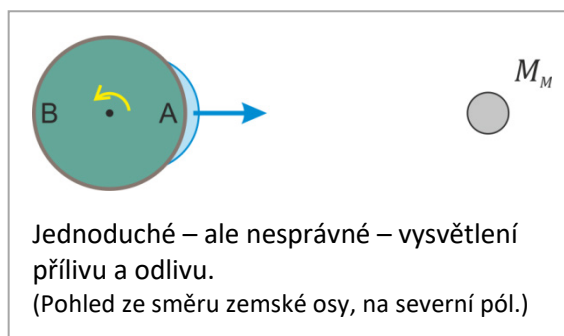 M_M
B A
Jednoduché – ale nesprávné – vysvětlení
přílivu a odlivu.
(Pohled ze směru zemské osy, na severní pól.)